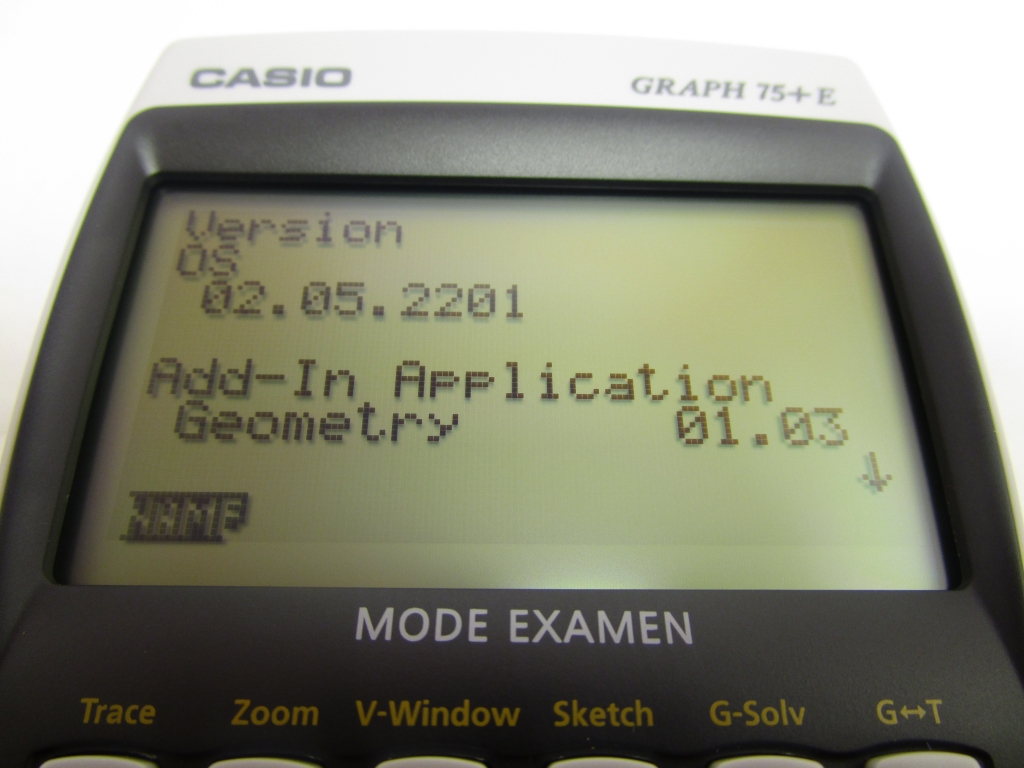 CASIO GRAPH 75+E
Version
OS
02.05.2201
Add-In Application
Geometry 01.03
↓
MODE EXAMEN
Trace Zoom V-Window Sketch G-Solv G↔T